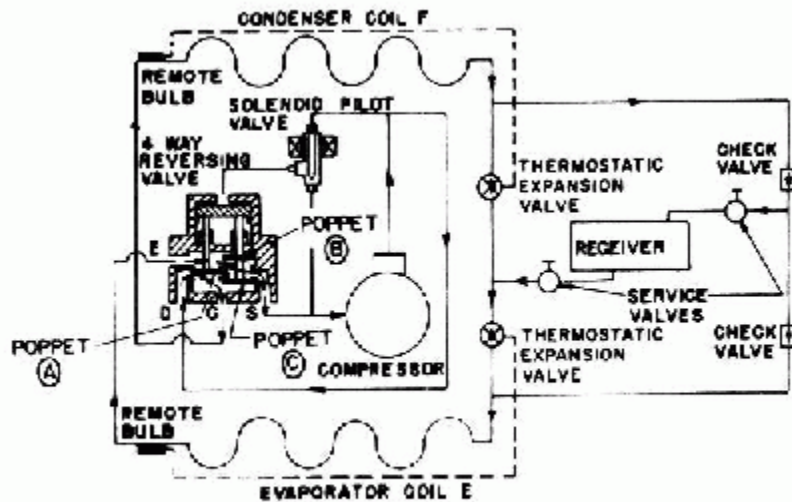 CONDENSER COIL F
REMOTE
BULB
SOLENOID PILOT
VALVE
4 WAY
REVERSING
VALVE
THERMOSTATIC
EXPANSION
VALVE
CHECK
VALVE
POPPET
B
E
RECEIVER
D
C
S
SERVICE
VALVES
POPPET
A
POPPET
C
COMPRESSOR
THERMOSTATIC
EXPANSION
VALVE
CHECK
VALVE
REMOTE
BULB
EVAPORATOR COIL E